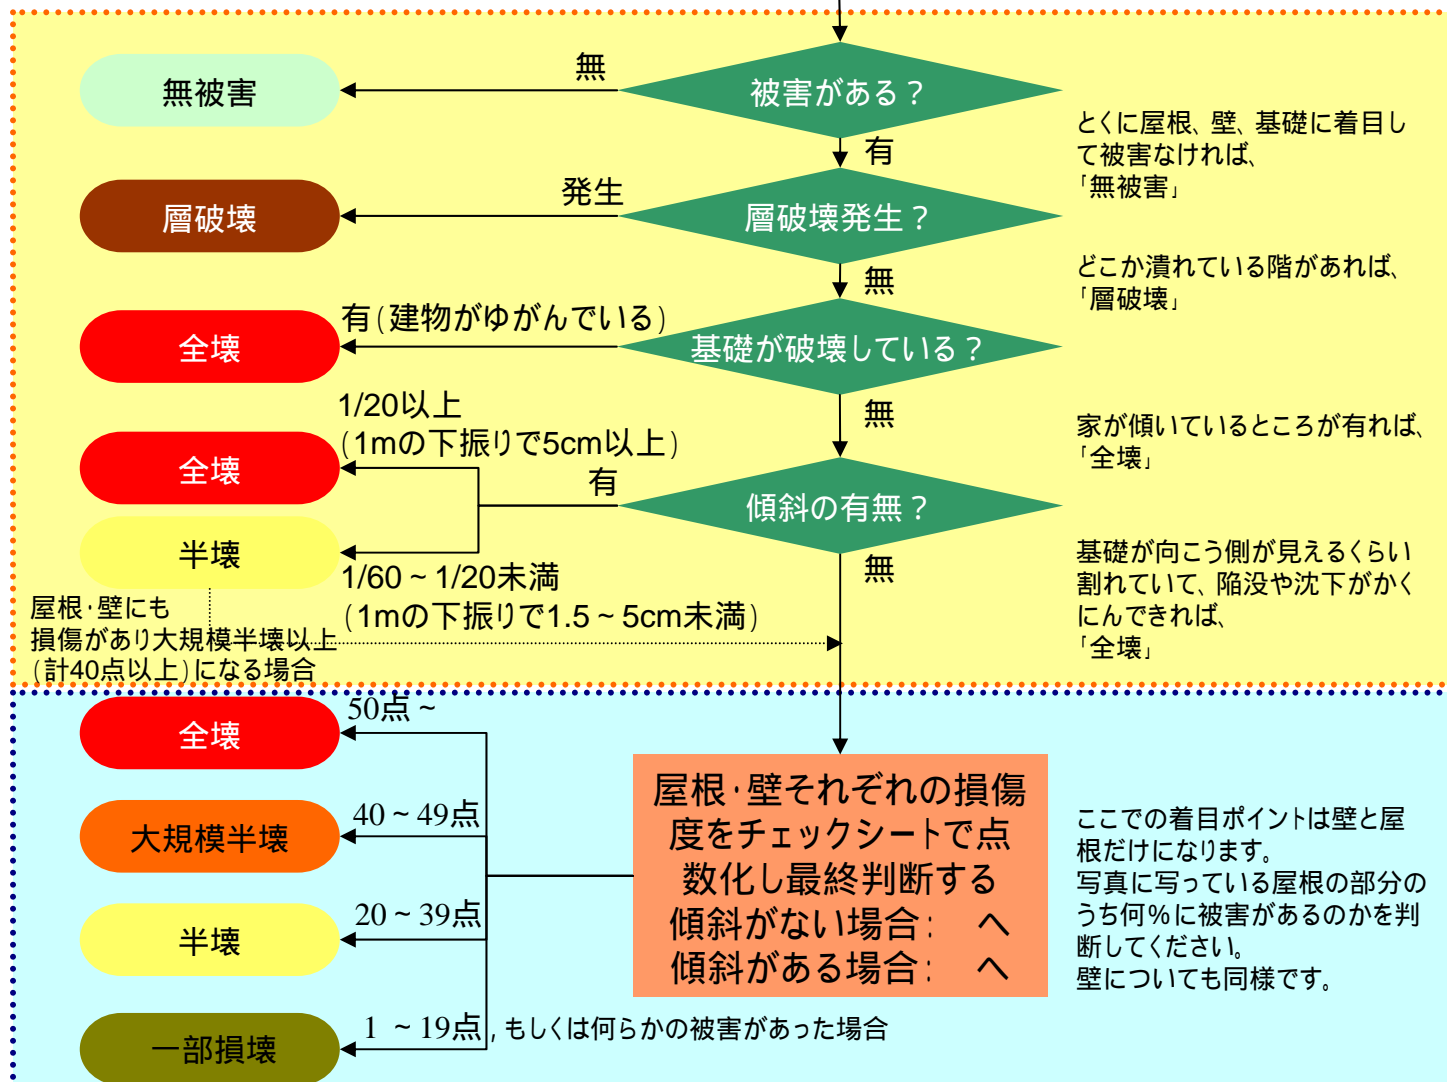 無
無被害
被害がある？
とくに屋根、壁、基礎に着目し
て被害なければ、
「無被害」
有
発生
層破壊
層破壊発生？
どこか潰れている階があれば、
「層破壊」
無
有(建物がゆがんでいる)
全壊
基礎が破壊している？
無
1/20以上
(1mの下振りで5cm以上)
家が傾いているところが有れば、
「全壊」
全壊
有
傾斜の有無？
半壊
無
1/60～1/20未満
(1mの下振りで1.5～5cm未満)
基礎が向こう側が見えるくらい
割れていて、陥没や沈下がかく
にんできれば、
「全壊」
屋根・壁にも
損傷があり大規模半壊以上
(計40点以上)になる場合
50点～
全壊
40～49点
大規模半壊
20～39点
半壊
1 ～19点, もしくは何らかの被害があった場合
一部損壊
屋根・壁それぞれの損傷
度をチェックシートで点
数化し最終判断する
傾斜がない場合: へ
傾斜がある場合: へ
ここでの着目ポイントは壁と屋
根だけになります。
写真に写っている屋根の部分の
うち何％に被害があるのかを判
断してください。
壁についても同様です。